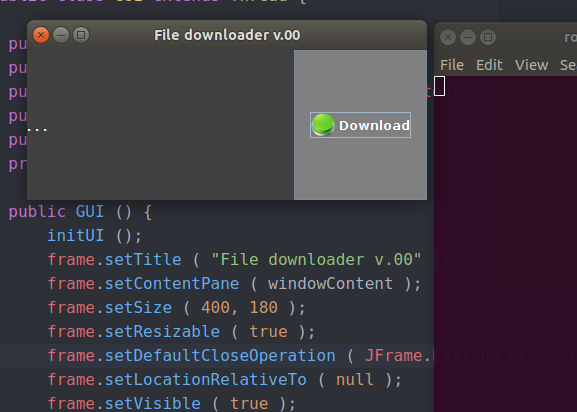 public class GUI extends Thread {
File downloader v.00
ro
File Edit View Se
pu
pu
pu
pu
pu
pr
...
Download
public GUI () {
initUI ();
frame.setTitle ( "File downloader v.00" );
frame.setContentPane ( windowContent );
frame.setSize ( 400, 180 );
frame.setResizable ( true );
frame.setDefaultCloseOperation ( JFrame.EXIT_ON_CLOSE );
frame.setLocationRelativeTo ( null );
frame.setVisible ( true );